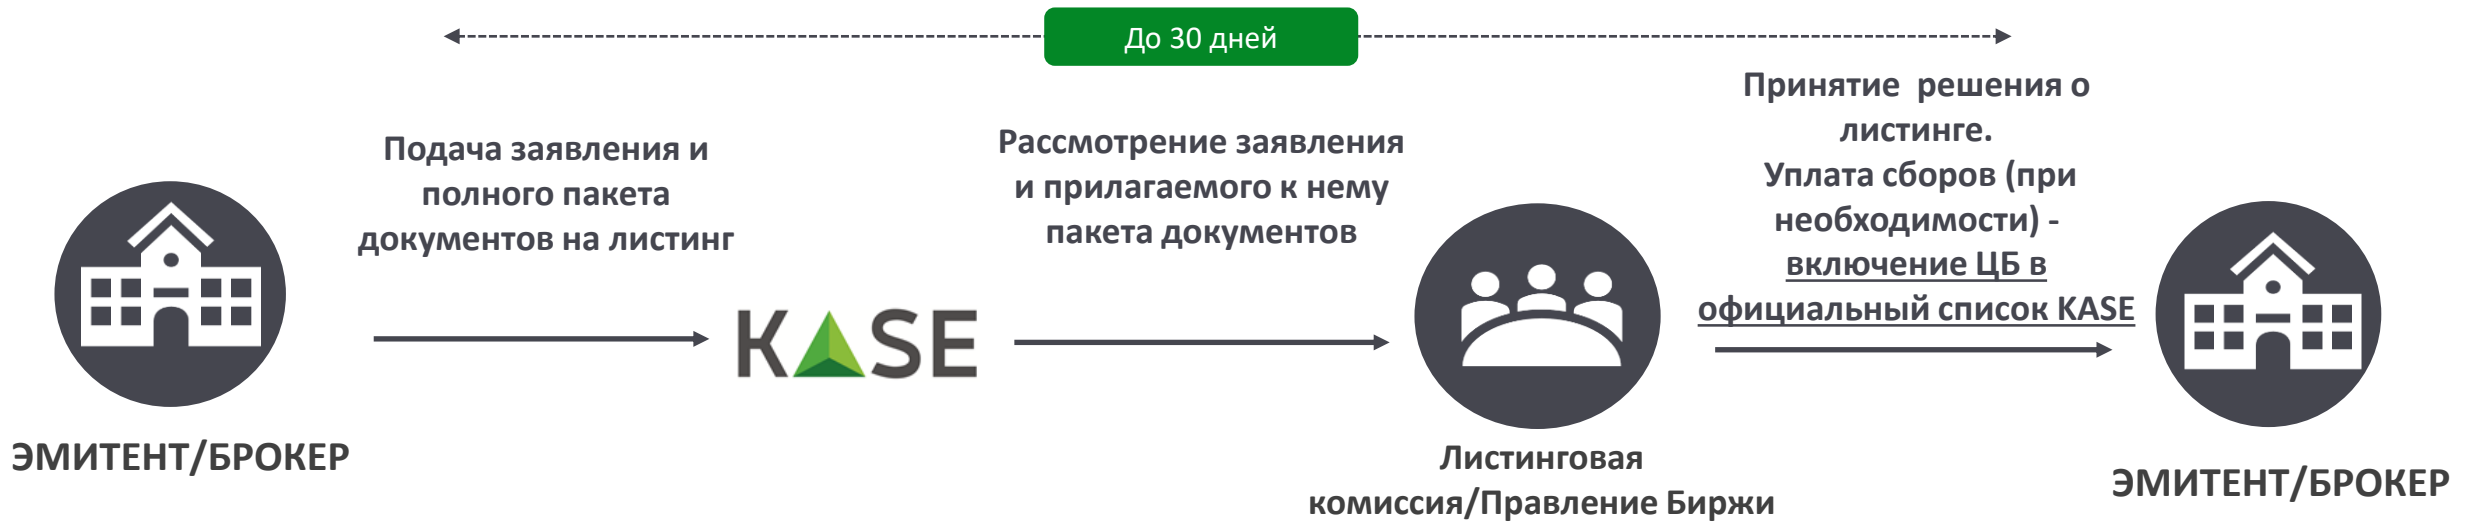 До 30 дней
Подача заявления и
полного пакета
документов на листинг
Рассмотрение заявления
и прилагаемого к нему
пакета документов
Принятие решения о
листинге.
Уплата сборов (при
необходимости) -
включение ЦБ в
официальный список KASE
KASE
ЭМИТЕНТ/БРОКЕР
Листинговая
комиссия/Правление Биржи
ЭМИТЕНТ/БРОКЕР